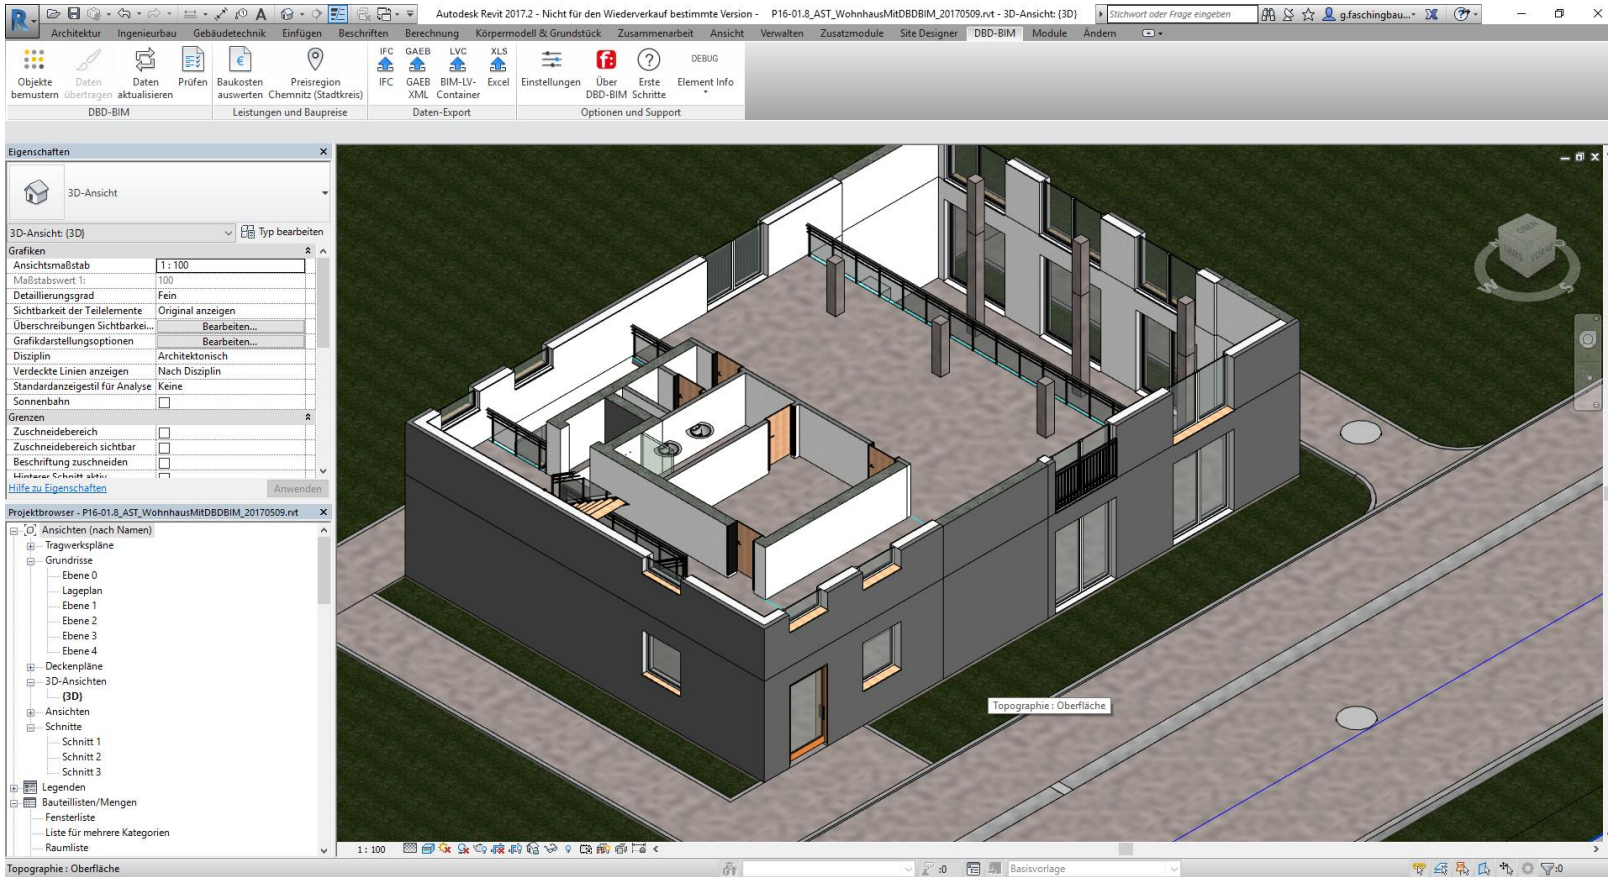 Autodesk Revit 2017.2 - Nicht für den Wiederverkauf bestimmte Version - P16-01.8_AST_WohnhausMitDBDBIM_20170509.rvt - 3D-Ansicht: {3D}
Stichwort oder Frage eingeben
g.faschingbau...
Architektur Ingenieurbau Gebäudetechnik Einfügen Beschriften Berechnung Körpermodell & Grundstück Zusammenarbeit Ansicht Verwalten Zusatzmodule Site Designer DBD-BIM Module Ändern
IFC GAEB LVC XLS
DEBUG
Objekte bemustern
Daten übertragen
Daten aktualisieren
Prüfen
Baukosten auswerten
Preisregion Chemnitz (Stadtkreis)
IFC
GAEB XML
BIM-LV-Container
Excel
Einstellungen
Über DBD-BIM
Erste Schritte
Element Info
DBD-BIM
Leistungen und Baupreise
Daten-Export
Optionen und Support
Eigenschaften
3D-Ansicht
3D-Ansicht: {3D}
Typ bearbeiten
Grafiken
Ansichtsmaßstab 1 : 100
Maßstabswert 1: 100
Detaillierungsgrad Fein
Sichtbarkeit der Teilelemente Original anzeigen
Überschreibungen Sichtbarkei... Bearbeiten...
Grafikdarstellungsoptionen Bearbeiten...
Disziplin Architektonisch
Verdeckte Linien anzeigen Nach Disziplin
Standardanzeigestil für Analyse Keine
Sonnenbahn
Grenzen
Zuschneidebereich
Zuschneidebereich sichtbar
Beschriftung zuschneiden
Hinterer Schnitt aktiv
Hilfe zu Eigenschaften
Anwenden
Projektbrowser - P16-01.8_AST_WohnhausMitDBDBIM_20170509.rvt
Ansichten (nach Namen)
Tragwerkspläne
Grundrisse
Ebene 0
Lageplan
Ebene 1
Ebene 2
Ebene 3
Ebene 4
Deckenpläne
3D-Ansichten
{3D}
Ansichten
Schnitte
Schnitt 1
Schnitt 2
Schnitt 3
Legenden
Bauteillisten/Mengen
Fensterliste
Liste für mehrere Kategorien
Raumliste
OBEN
LINKS
VORNE
W
S
Topographie : Oberfläche
1 : 100
Topographie : Oberfläche
:0
Basisvorlage
:0